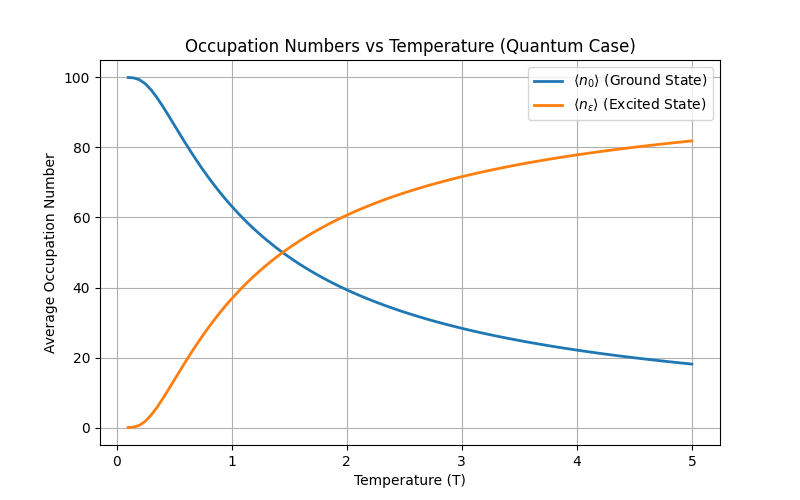 Occupation Numbers vs Temperature (Quantum Case)
⟨n₀⟩ (Ground State)
⟨nε⟩ (Excited State)
Average Occupation Number
100
80
60
40
20
0
0 1 2 3 4 5
Temperature (T)